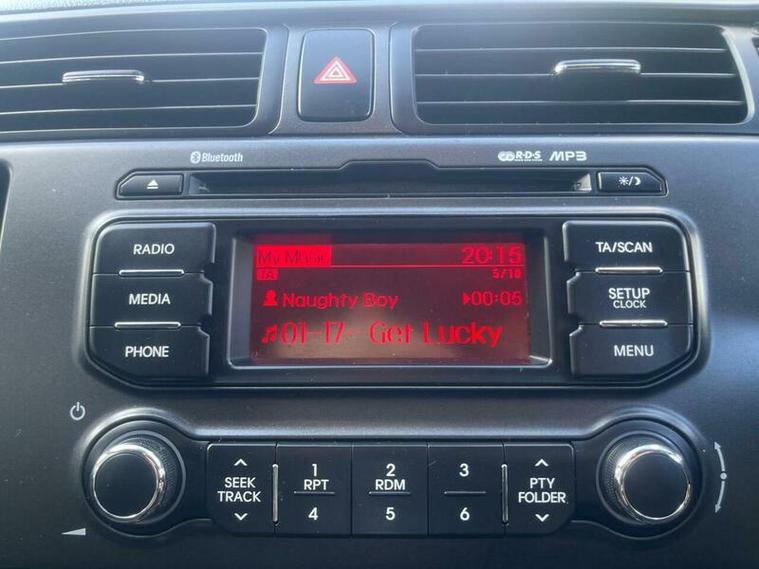 Bluetooth
R·D·S MP3
RADIO
MEDIA
PHONE
My Music 20:15
TA 5/18
Naughty Boy 00:05
01-17- Get Lucky
TA/SCAN
SETUP
CLOCK
MENU
SEEK
TRACK
1
RPT
4
2
RDM
5
3
6
PTY
FOLDER